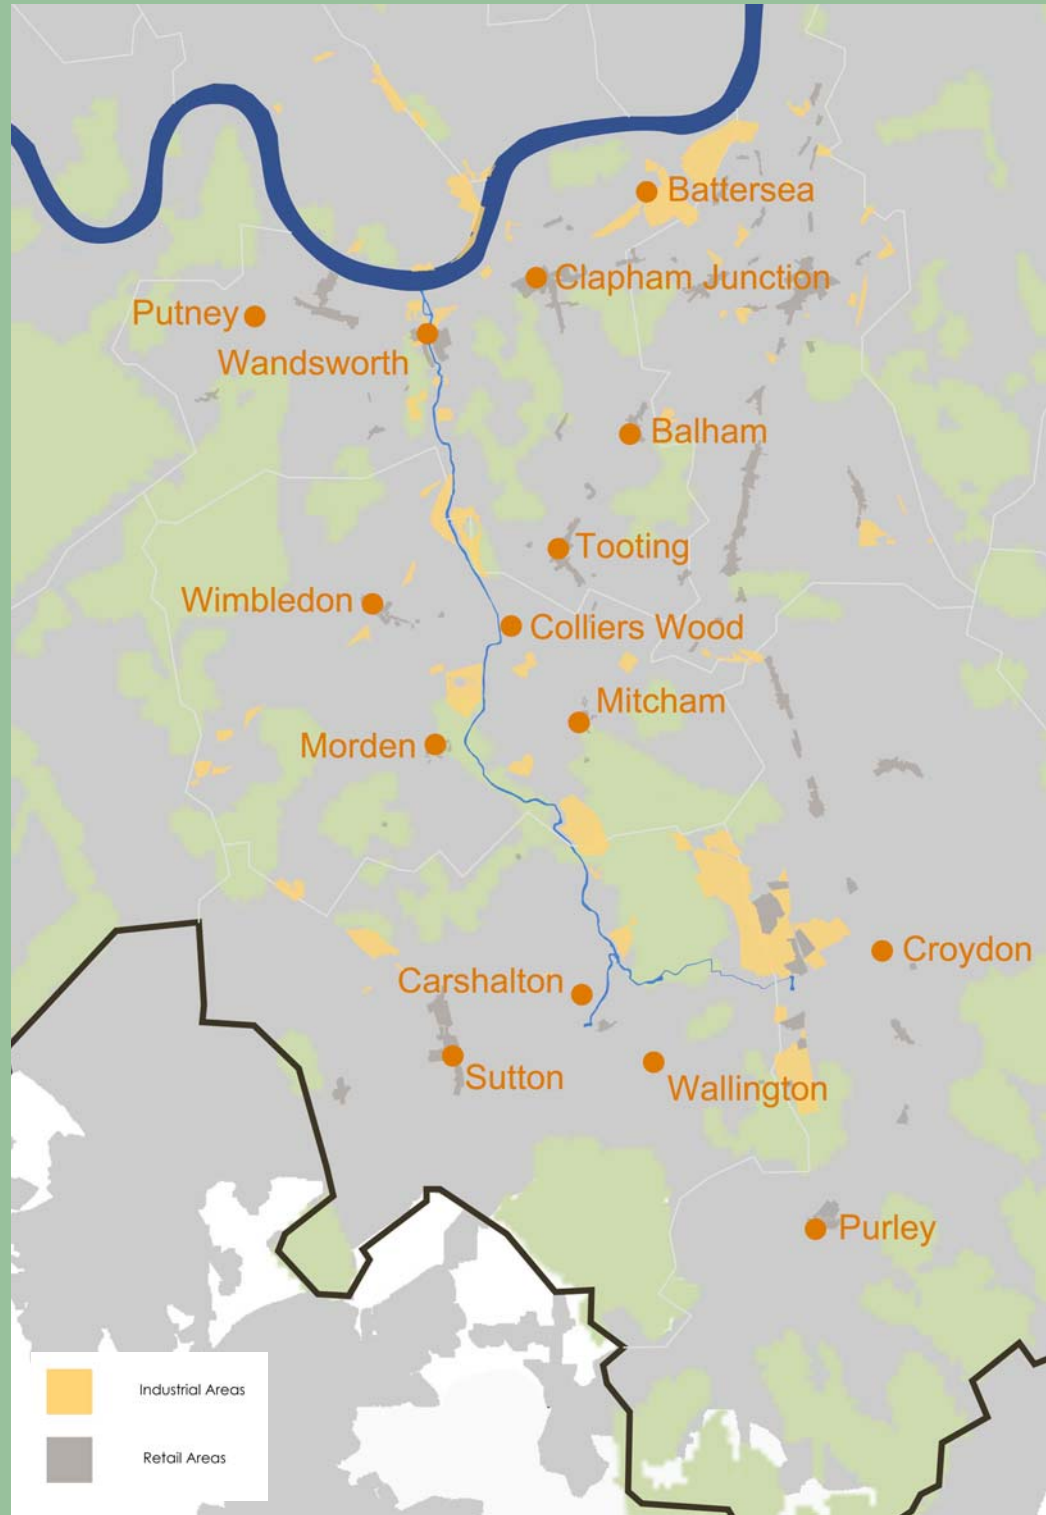 Battersea
Clapham Junction
Putney
Wandsworth
Balham
Tooting
Wimbledon
Colliers Wood
Mitcham
Morden
Croydon
Carshalton
Sutton
Wallington
Purley
Industrial Areas
Retail Areas